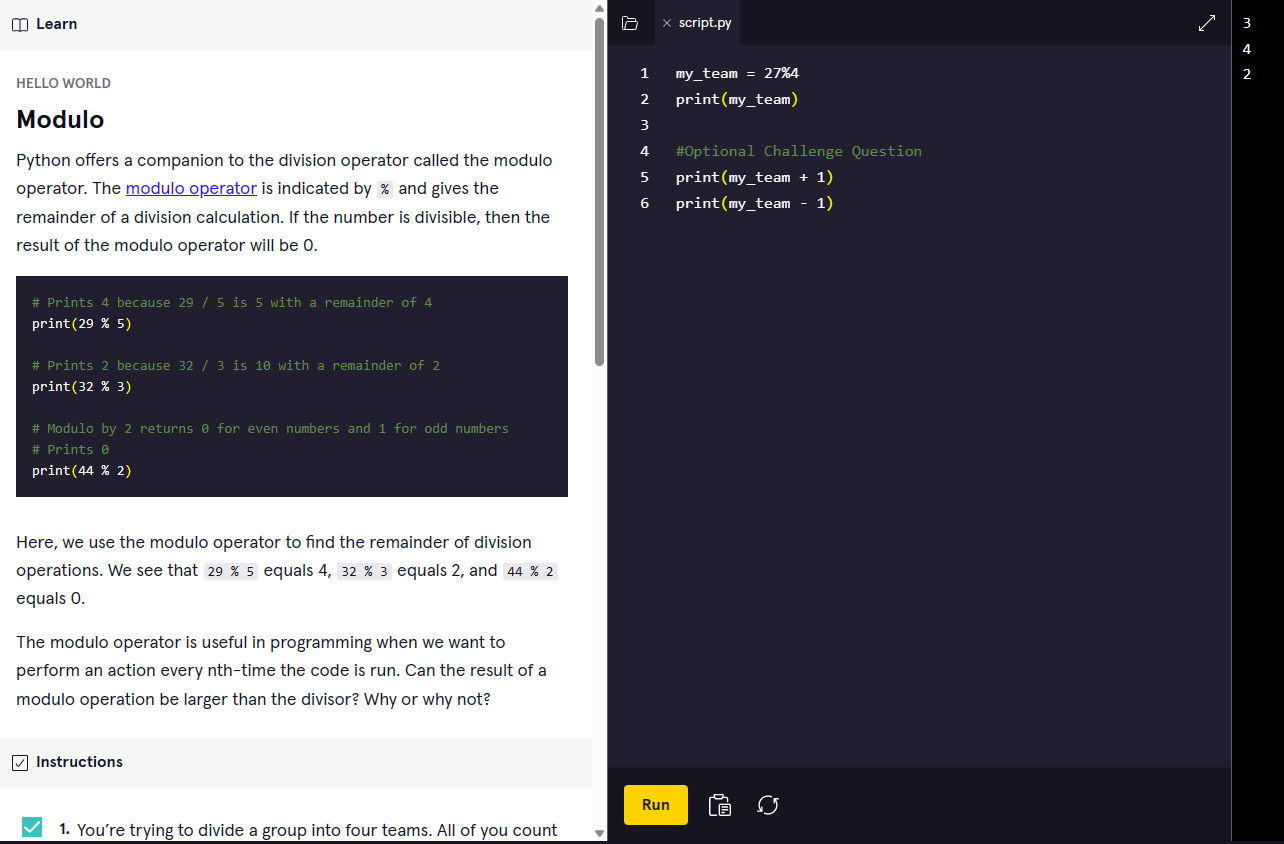 Learn
HELLO WORLD
Modulo
Python offers a companion to the division operator called the modulo
operator. The modulo operator is indicated by % and gives the
remainder of a division calculation. If the number is divisible, then the
result of the modulo operator will be 0.
# Prints 4 because 29 / 5 is 5 with a remainder of 4
print(29 % 5)
# Prints 2 because 32 / 3 is 10 with a remainder of 2
print(32 % 3)
# Modulo by 2 returns 0 for even numbers and 1 for odd numbers
# Prints 0
print(44 % 2)
Here, we use the modulo operator to find the remainder of division
operations. We see that 29 % 5 equals 4, 32 % 3 equals 2, and 44 % 2
equals 0.
The modulo operator is useful in programming when we want to
perform an action every nth-time the code is run. Can the result of a
modulo operation be larger than the divisor? Why or why not?
Instructions
1. You’re trying to divide a group into four teams. All of you count
script.py
1 my_team = 27%4
2 print(my_team)
3
4 #Optional Challenge Question
5 print(my_team + 1)
6 print(my_team - 1)
Run
3
4
2